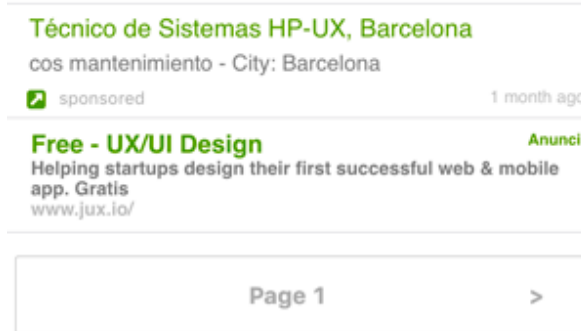 Técnico de Sistemas HP-UX, Barcelona
cos mantenimiento - City: Barcelona
sponsored 1 month ago
Free - UX/UI Design Anunci
Helping startups design their first successful web & mobile
app. Gratis
www.jux.io/
Page 1 >